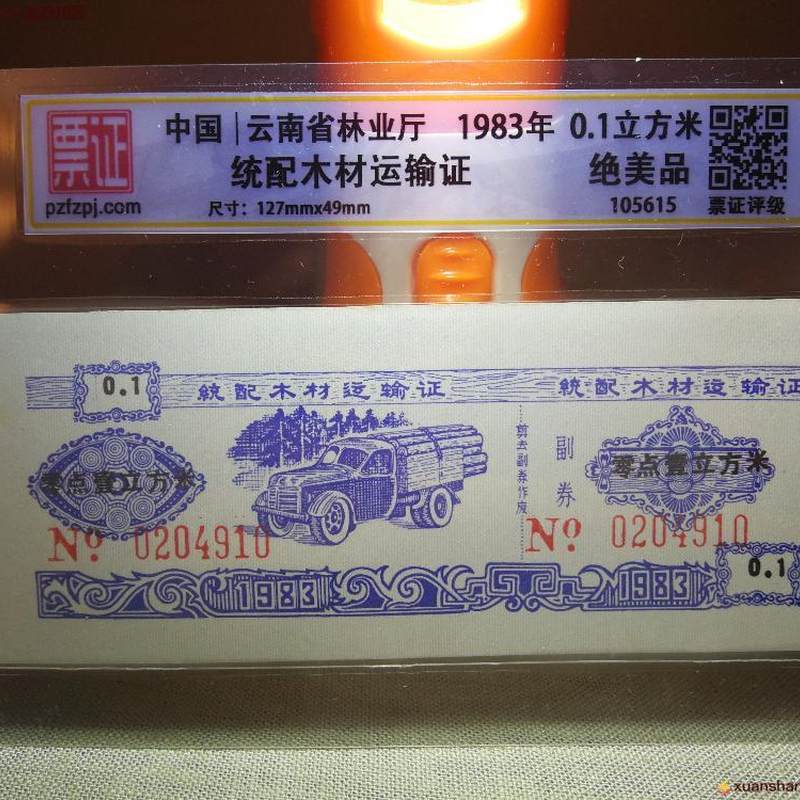 票证
中国|云南省林业厅 1983年 0.1立方米
统配木材运输证 绝美品
pzfzpj.com 尺寸：127mmx49mm 105615 票证评级
0.1 統配木材运输证 統配木材运输证
零点壹立方米 剪去副券作废 副券 零点壹立方米
Nº 0204910 Nº 0204910
1983 1983 0.1
xuanshan